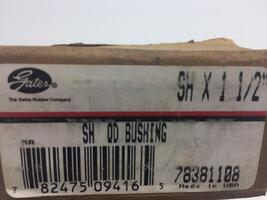 Gates
The Gates Rubber Company
SH X 1 1/2"
SH QD BUSHING
KA
7 82475 09416 5
78381108
Made in USA